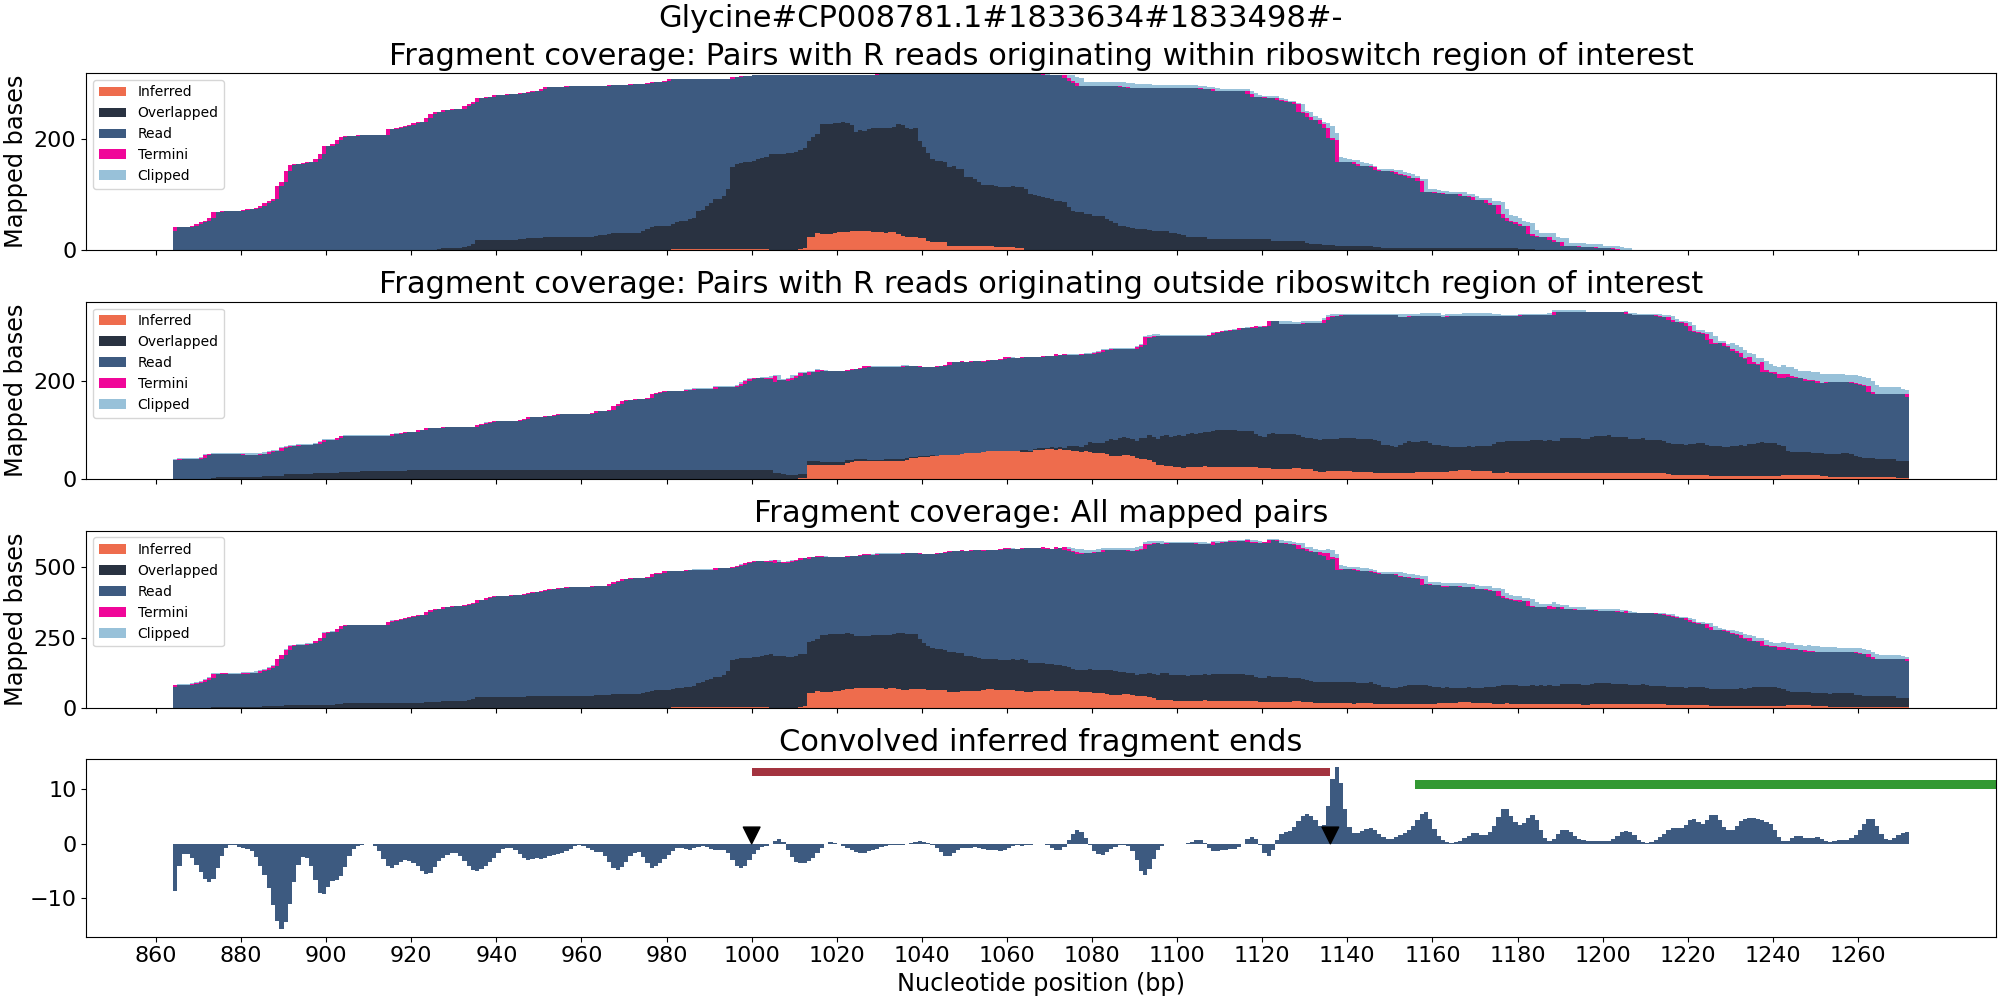 Glycine#CP008781.1#1833634#1833498#-
Fragment coverage: Pairs with R reads originating within riboswitch region of interest
Mapped bases
200
0
Inferred
Overlapped
Read
Termini
Clipped
Fragment coverage: Pairs with R reads originating outside riboswitch region of interest
Mapped bases
200
0
Inferred
Overlapped
Read
Termini
Clipped
Fragment coverage: All mapped pairs
Mapped bases
500
250
0
Inferred
Overlapped
Read
Termini
Clipped
Convolved inferred fragment ends
10
0
−10
860 880 900 920 940 960 980 1000 1020 1040 1060 1080 1100 1120 1140 1160 1180 1200 1220 1240 1260
Nucleotide position (bp)